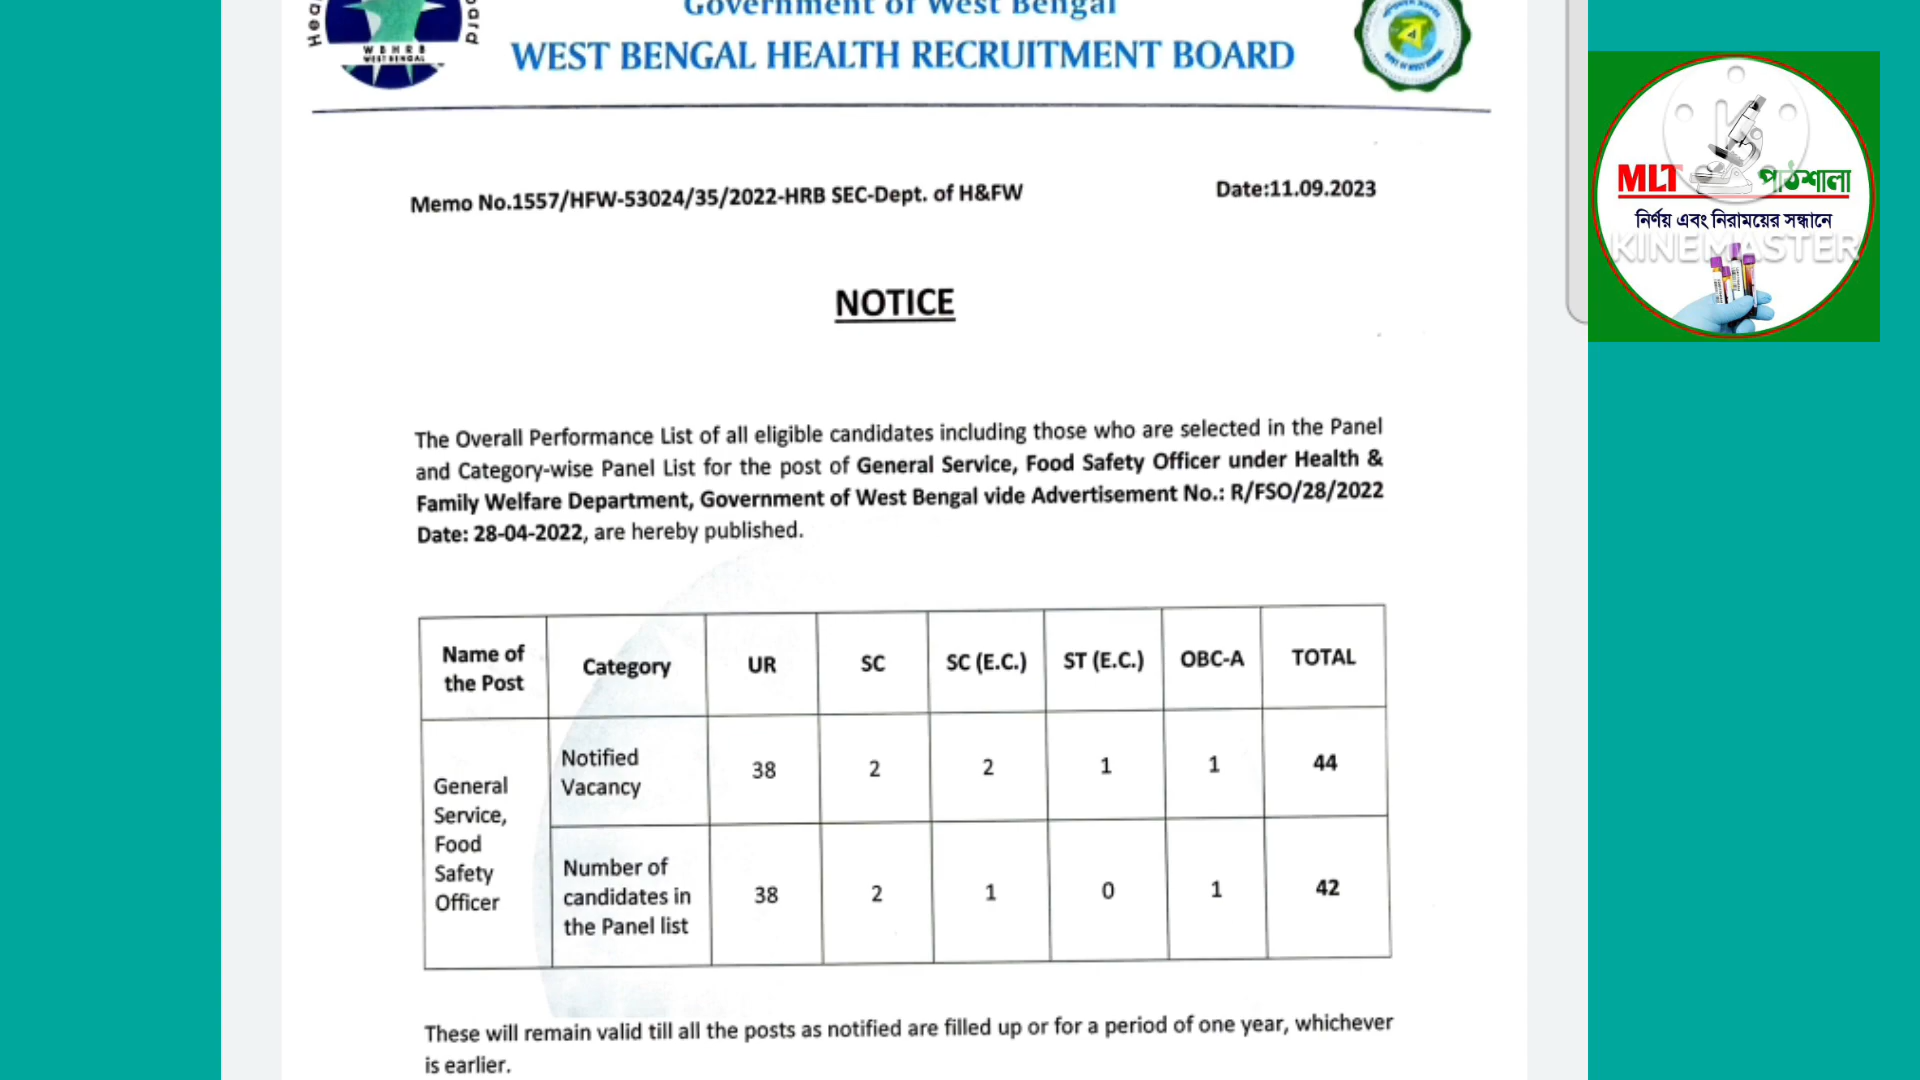 Government of West Bengal
WEST BENGAL HEALTH RECRUITMENT BOARD
WBHRB
WEST BENGAL
Memo No.1557/HFW-53024/35/2022-HRB SEC-Dept. of H&FW
Date:11.09.2023
NOTICE
The Overall Performance List of all eligible candidates including those who are selected in the Panel
and Category-wise Panel List for the post of General Service, Food Safety Officer under Health &
Family Welfare Department, Government of West Bengal vide Advertisement No.: R/FSO/28/2022
Date: 28-04-2022, are hereby published.
Name of the Post Category UR SC SC (E.C.) ST (E.C.) OBC-A TOTAL
General Service, Food Safety Officer
Notified Vacancy 38 2 2 1 1 44
Number of candidates in the Panel list 38 2 1 0 1 42
These will remain valid till all the posts as notified are filled up or for a period of one year, whichever
is earlier.
MLT পাঠশালা
নির্ণয় এবং নিরাময়ের সন্ধানে
KINEMASTER